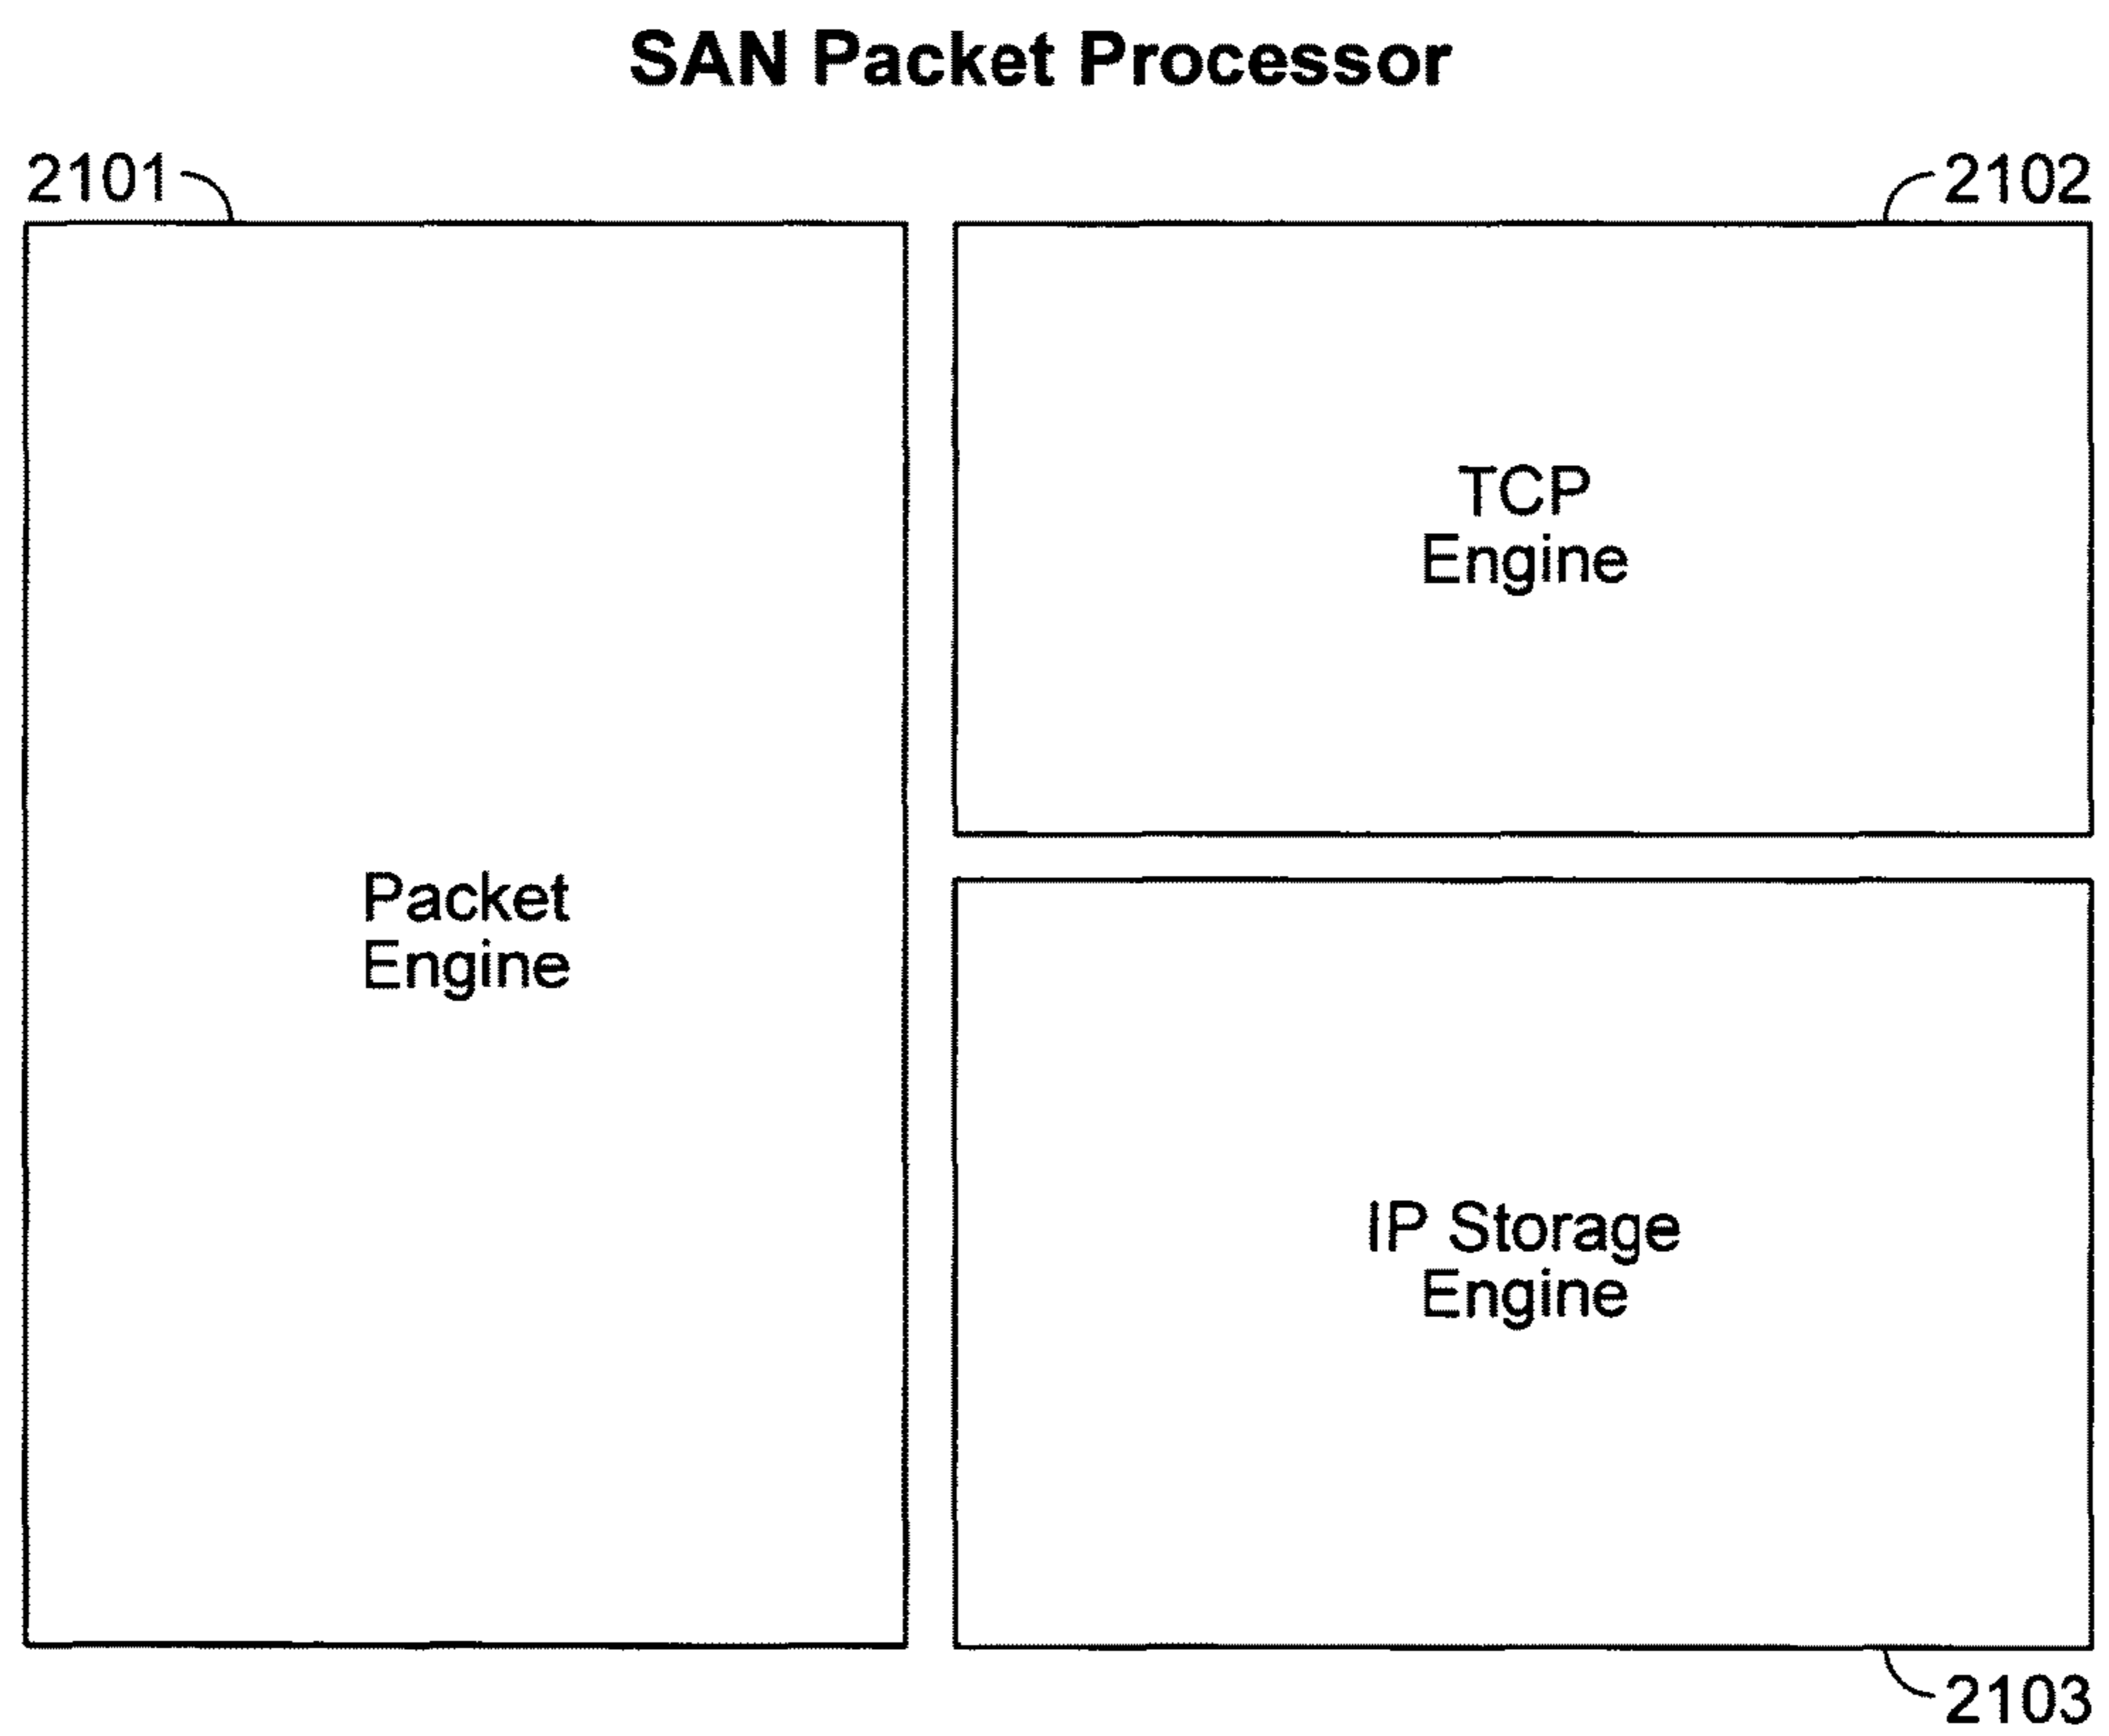 SAN Packet Processor
2101
2102
Packet
Engine
TCP
Engine
IP Storage
Engine
2103